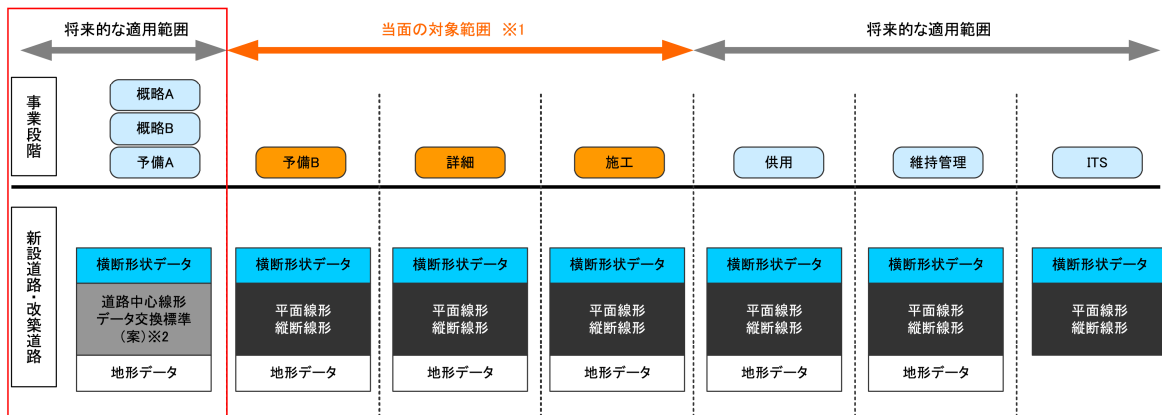 将来的な適用範囲
当面の対象範囲 ※1
将来的な適用範囲
事業段階
概略A
概略B
予備A
予備B
詳細
施工
供用
維持管理
ITS
新設道路・改築道路
横断形状データ
道路中心線形
データ交換標準
(案)※2
地形データ
横断形状データ
平面線形
縦断線形
地形データ
横断形状データ
平面線形
縦断線形
地形データ
横断形状データ
平面線形
縦断線形
地形データ
横断形状データ
平面線形
縦断線形
地形データ
横断形状データ
平面線形
縦断線形
地形データ
横断形状データ
平面線形
縦断線形